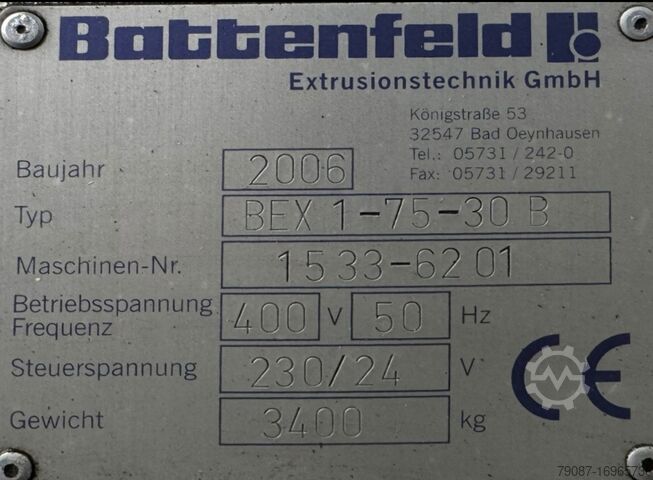 Battenfeld
Extrusionstechnik GmbH
Königstraße 53
32547 Bad Oeynhausen
Tel.: 05731 / 242-0
Fax: 05731 / 29211
Baujahr 2006
Typ BEX 1-75-30 B
Maschinen-Nr. 1533-6201
Betriebsspannung
Frequenz 400 V 50 Hz
Steuerspannung 230/24 V
Gewicht 3400 kg
CE
79087-16965736